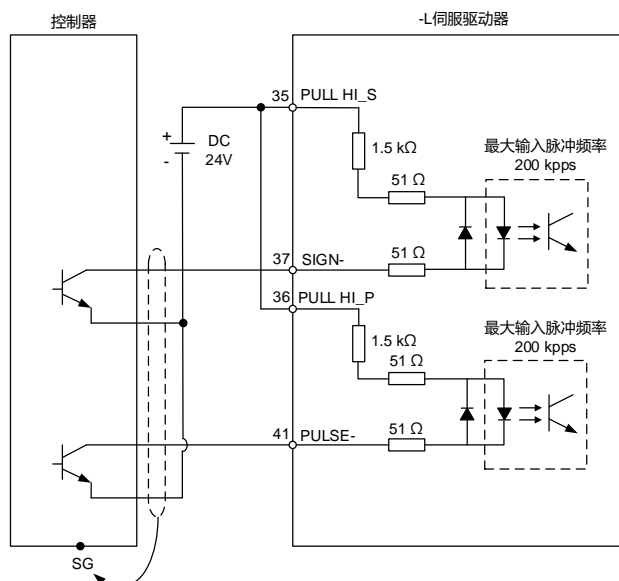 控制器
-L伺服驱动器
35
PULL HI_S
+
-
DC
24V
1.5 kΩ
51 Ω
最大输入脉冲频率
200 kpps
51 Ω
37
SIGN-
36
PULL HI_P
1.5 kΩ
51 Ω
最大输入脉冲频率
200 kpps
51 Ω
41
PULSE-
SG